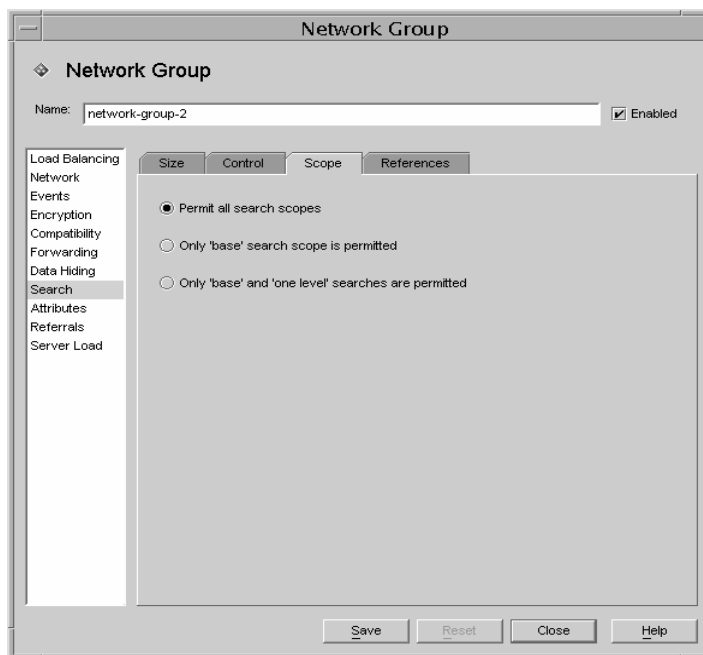 Network Group
Network Group
Name: network-group-2 Enabled
Load Balancing
Network
Events
Encryption
Compatibility
Forwarding
Data Hiding
Search
Attributes
Referrals
Server Load
Size Control Scope References
Permit all search scopes
Only 'base' search scope is permitted
Only 'base' and 'one level' searches are permitted
Save Reset Close Help